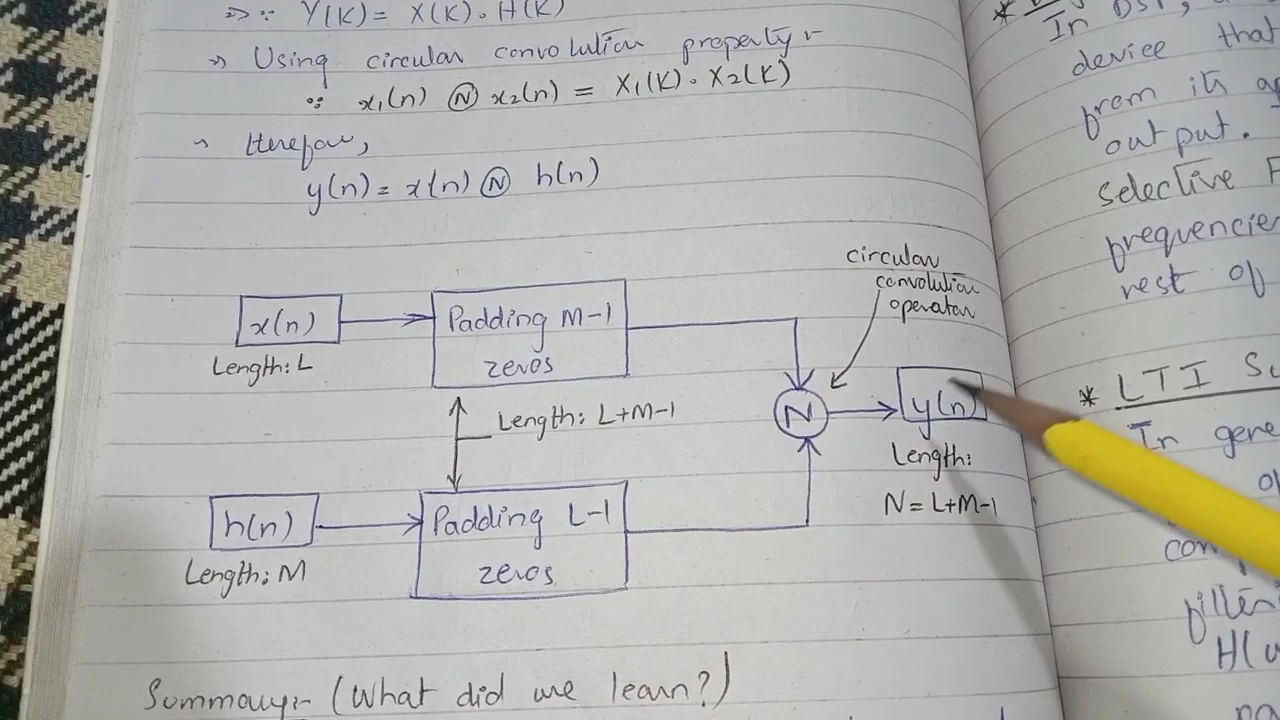 ⇒ ∵ Y(K) = X(K) . H(K)
→ Using circular convolution property:-
∵ x₁(n) Ⓝ x₂(n) = X₁(K) . X₂(K)
→ Therefore,
y(n) = x(n) Ⓝ h(n)
circular
convolution
operator
x(n)
Length: L
Padding M-1
zeros
Length: L+M-1
N
y(n)
Length:
N = L+M-1
h(n)
Length: M
Padding L-1
zeros
Summary:- (What did we learn?)
In DSP, a
device that
from its
output.
selective F
frequencie
rest of
* LTI S
In gene
of
H(